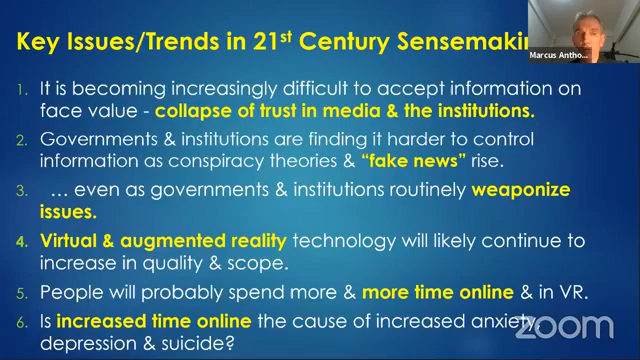 Key Issues/Trends in 21st Century Sensemakin
Marcus Antho...
1. It is becoming increasingly difficult to accept information on
face value - collapse of trust in media & the institutions.
2. Governments & institutions are finding it harder to control
information as conspiracy theories & “fake news” rise.
3. … even as governments & institutions routinely weaponize
issues.
4. Virtual & augmented reality technology will likely continue to
increase in quality & scope.
5. People will probably spend more & more time online & in VR.
6. Is increased time online the cause of increased anxiety,
depression & suicide?
zoom